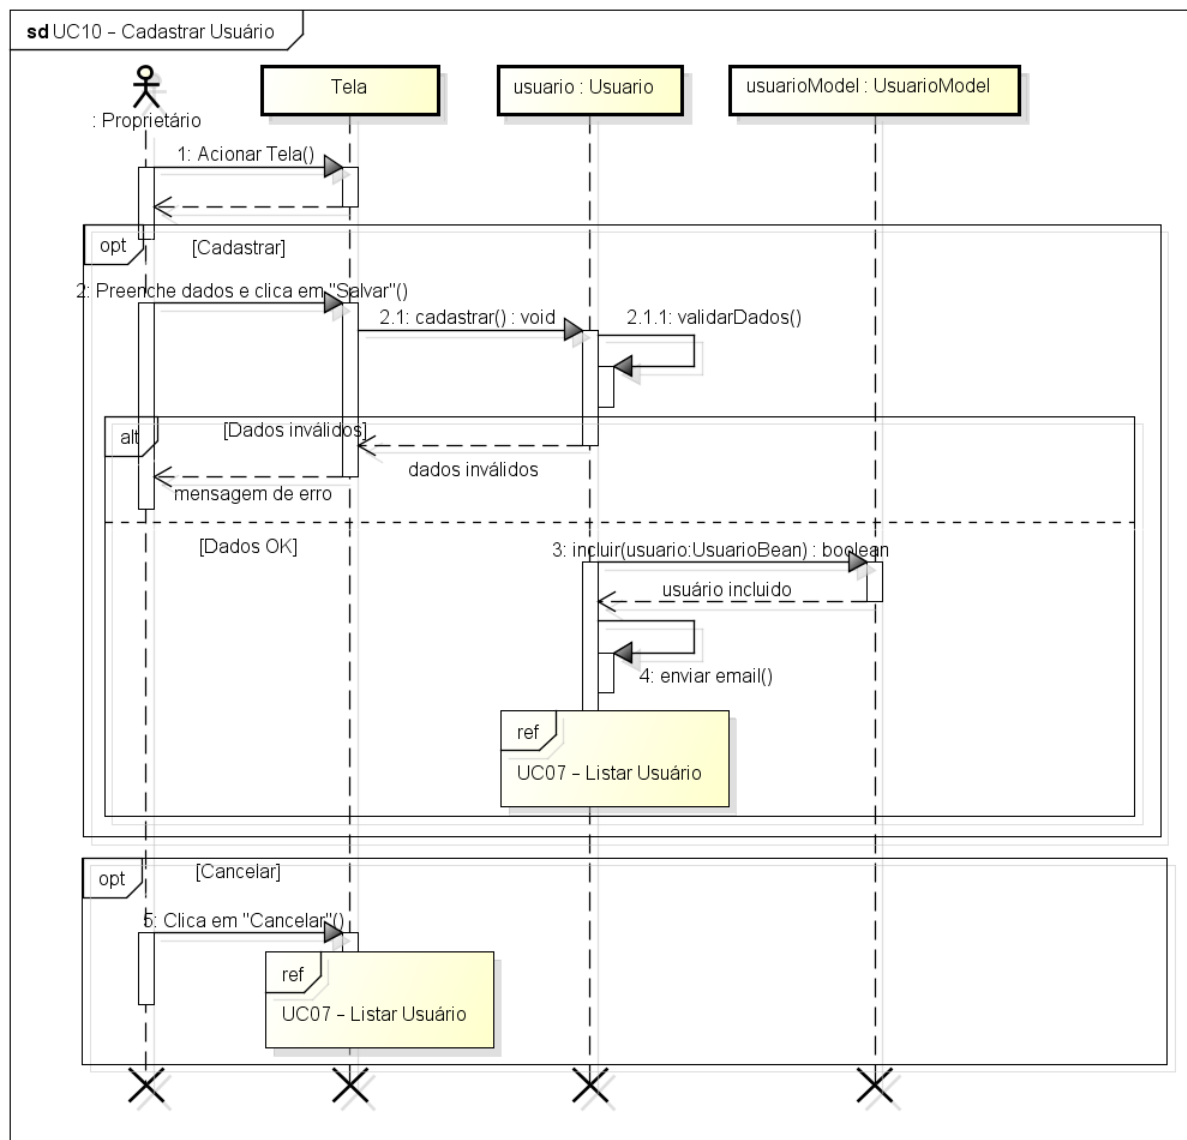 sd UC10 – Cadastrar Usuário
Tela
usuario : Usuario
usuarioModel : UsuarioModel
: Proprietário
1: Acionar Tela()
opt
[Cadastrar]
2: Preenche dados e clica em "Salvar"()
2.1: cadastrar() : void
2.1.1: validarDados()
alt
[Dados inválidos]
dados inválidos
mensagem de erro
[Dados OK]
3: incluir(usuario:UsuarioBean) : boolean
usuário incluido
4: enviar email()
ref
UC07 – Listar Usuário
opt
[Cancelar]
5: Clica em "Cancelar"()
ref
UC07 – Listar Usuário